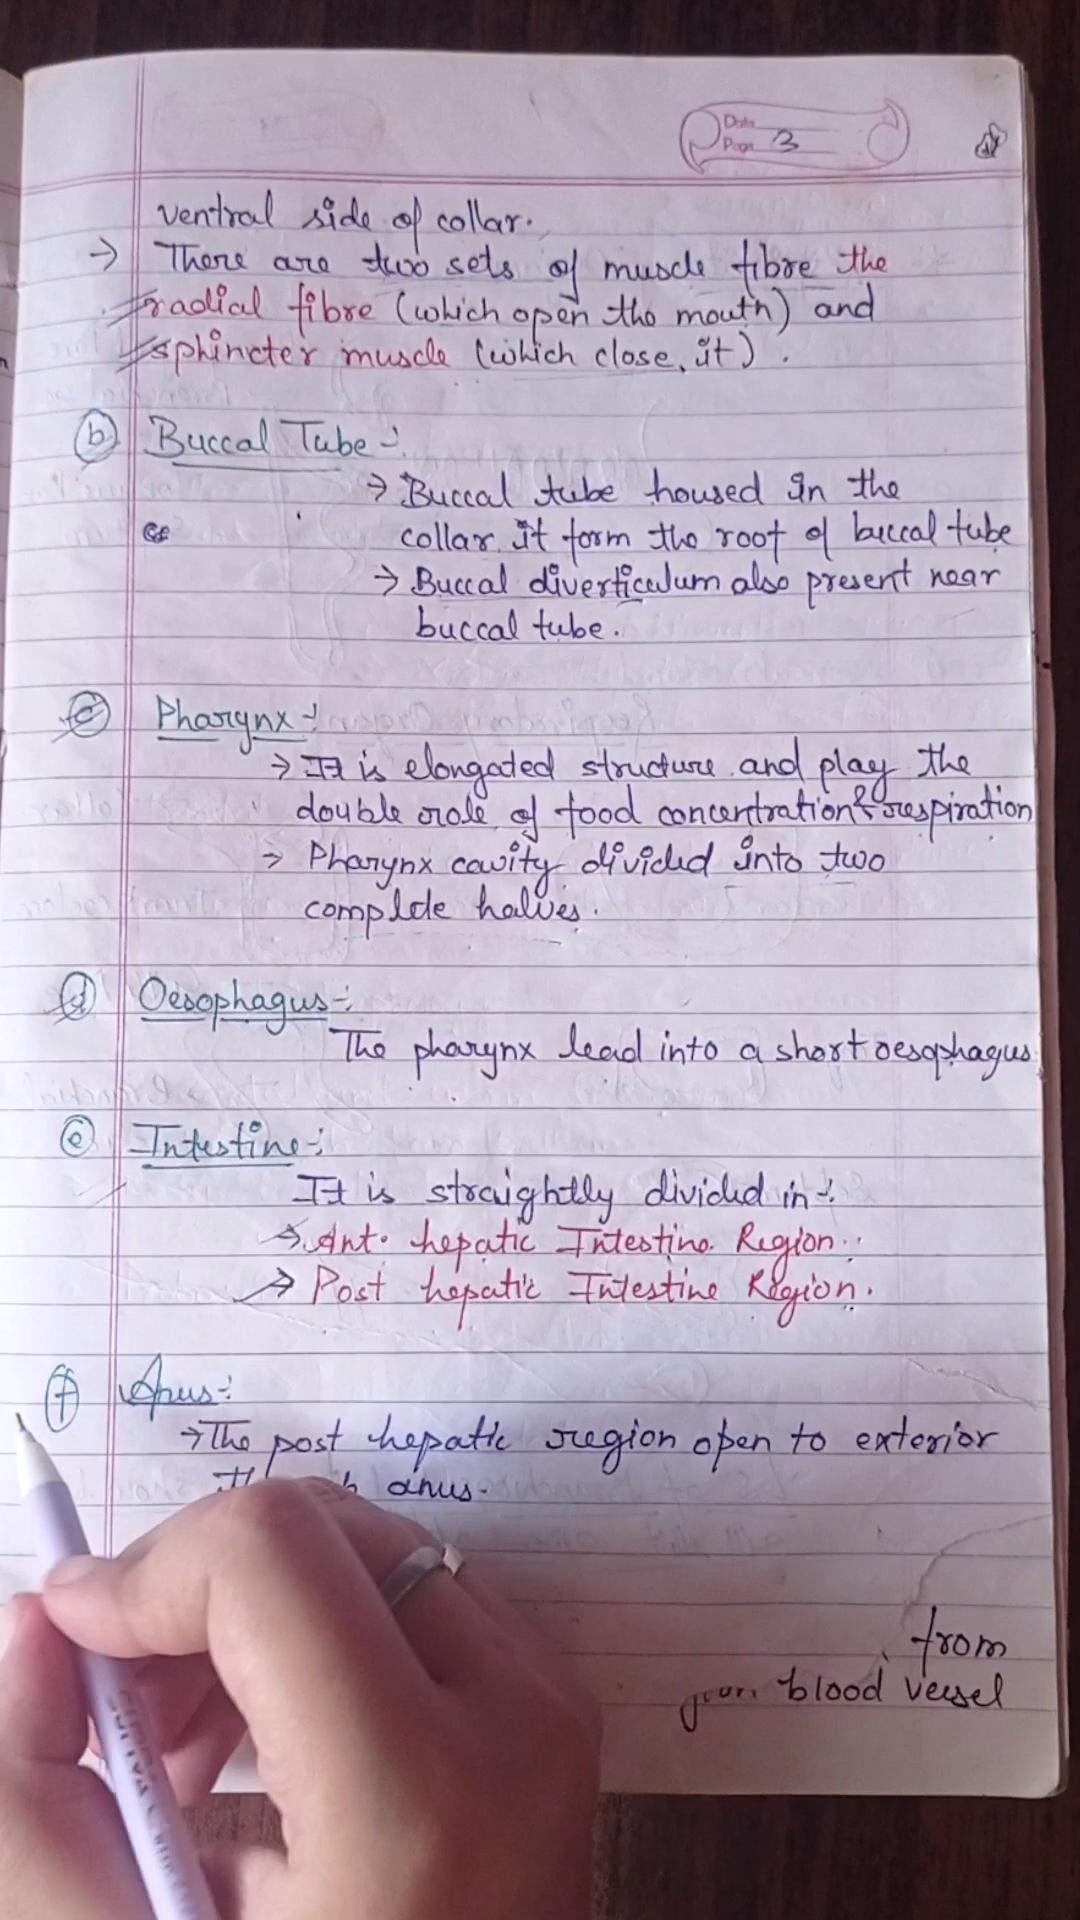 Date
Page 3
ventral side of collar.
→ There are two sets of muscle fibre the
radial fibre (which open the mouth) and
sphincter muscle (which close it).
(b) Buccal Tube :-
→ Buccal tube housed in the
collar. it form the root of buccal tube
→ Buccal diverticulum also present near
buccal tube.
(c) Pharynx :-
→ It is elongated structure and play the
double role of food concentration & respiration
→ Pharynx cavity divided into two
complete halves.
(d) Oesophagus :-
The pharynx lead into a short oesophagus
(e) Intestine :-
It is straightly divided in :-
→ Ant. hepatic Intestine Region.
→ Post hepatic Intestine Region.
(f) Anus :-
→ The post hepatic region open to exterior
anus.
from
blood vessel